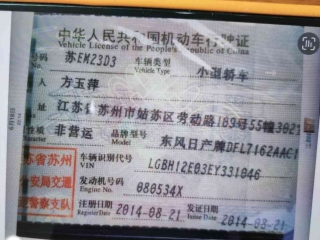 中华人民共和国机动车行驶证
Vehicle License of the People's Republic of China
号 苏EM23D3 车辆类型 小型轿车
Vehicle Type
人 方玉萍
江苏省苏州市姑苏区劳动路109号55幢3021
非营运 品牌型号 东风日产牌DFL7162AAC1
Model
车辆识别代号 LGBH12E03EY331046
VIN
发动机号码 080534X
Engine No.
注册日期 2014-08-21 发证日期 2014-08-21
Register Date Issue Date
苏省苏州
公安局交通
警察支队